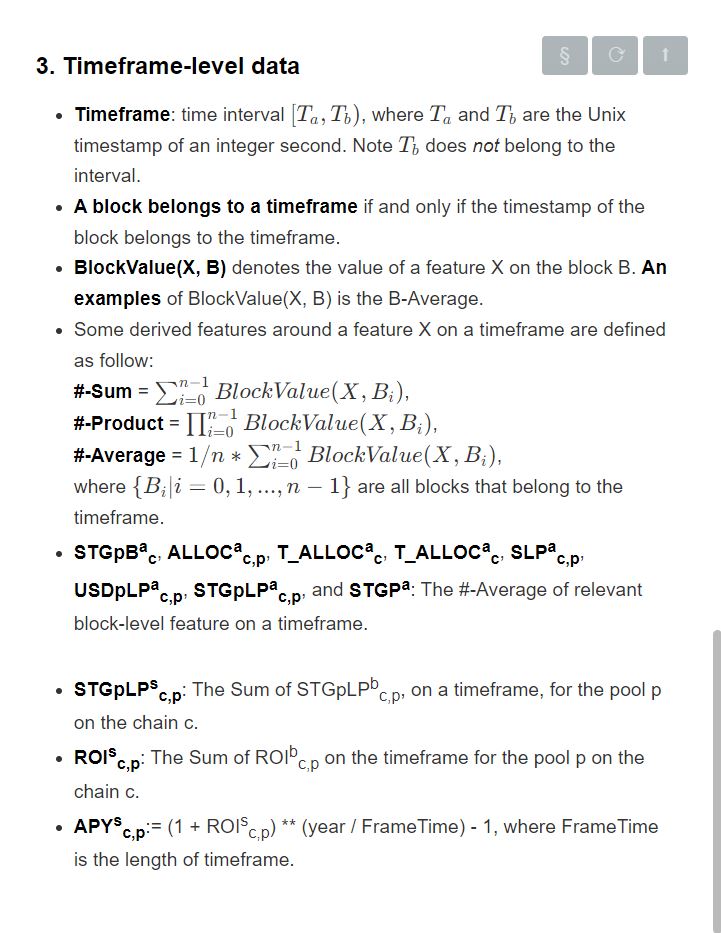 3. Timeframe-level data
§
• Timeframe: time interval [Tₐ, T_b), where Tₐ and T_b are the Unix
timestamp of an integer second. Note T_b does not belong to the
interval.
• A block belongs to a timeframe if and only if the timestamp of the
block belongs to the timeframe.
• BlockValue(X, B) denotes the value of a feature X on the block B. An
examples of BlockValue(X, B) is the B-Average.
• Some derived features around a feature X on a timeframe are defined
as follow:
#-Sum = ∑_{i=0}^{n−1} BlockValue(X, B_i),
#-Product = ∏_{i=0}^{n−1} BlockValue(X, B_i),
#-Average = 1/n * ∑_{i=0}^{n−1} BlockValue(X, B_i),
where {B_i|i = 0, 1, ..., n − 1} are all blocks that belong to the
timeframe.
• STGpB^a_c, ALLOC^a_{c,p}, T_ALLOC^a_c, T_ALLOC^a_c, SLP^a_{c,p},
USDpLP^a_{c,p}, STGpLP^a_{c,p}, and STGP^a: The #-Average of relevant
block-level feature on a timeframe.
• STGpLP^s_{c,p}: The Sum of STGpLP^b_{c,p}, on a timeframe, for the pool p
on the chain c.
• ROI^s_{c,p}: The Sum of ROI^b_{c,p} on the timeframe for the pool p on the
chain c.
• APY^s_{c,p}:= (1 + ROI^s_{c,p}) ** (year / FrameTime) - 1, where FrameTime
is the length of timeframe.